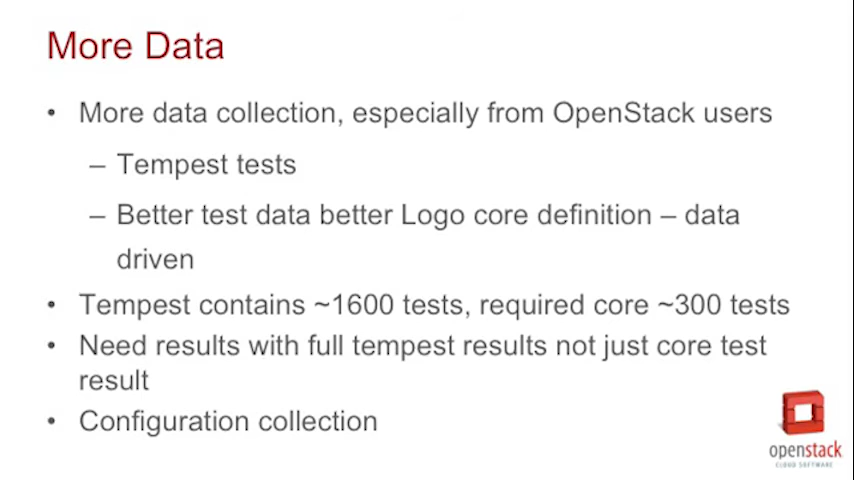 More Data
• More data collection, especially from OpenStack users
– Tempest tests
– Better test data better Logo core definition – data
driven
• Tempest contains ~1600 tests, required core ~300 tests
• Need results with full tempest results not just core test
result
• Configuration collection
openstack
CLOUD SOFTWARE